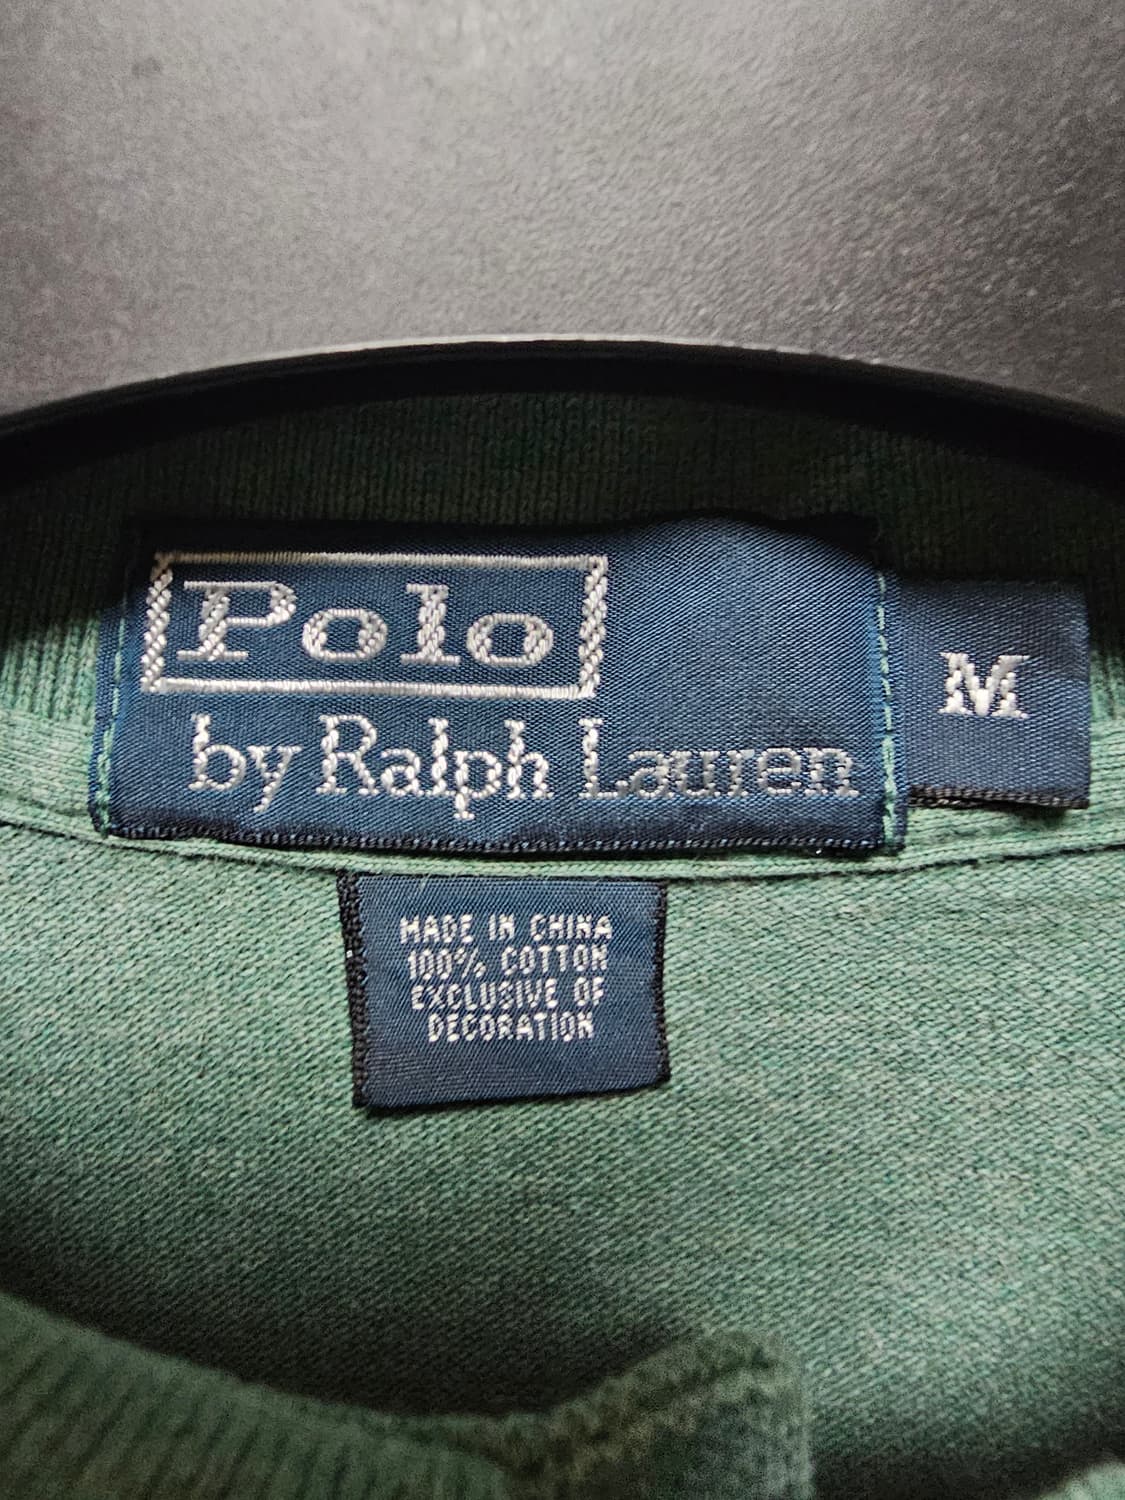 Polo
by Ralph Lauren
M
MADE IN CHINA
100% COTTON
EXCLUSIVE OF
DECORATION